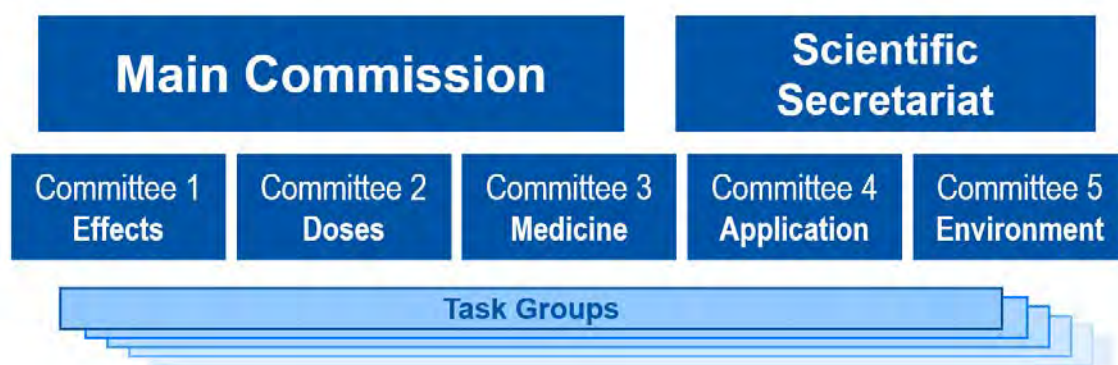 Main Commission
Scientific
Secretariat
Committee 1
Effects
Committee 2
Doses
Committee 3
Medicine
Committee 4
Application
Committee 5
Environment
Task Groups